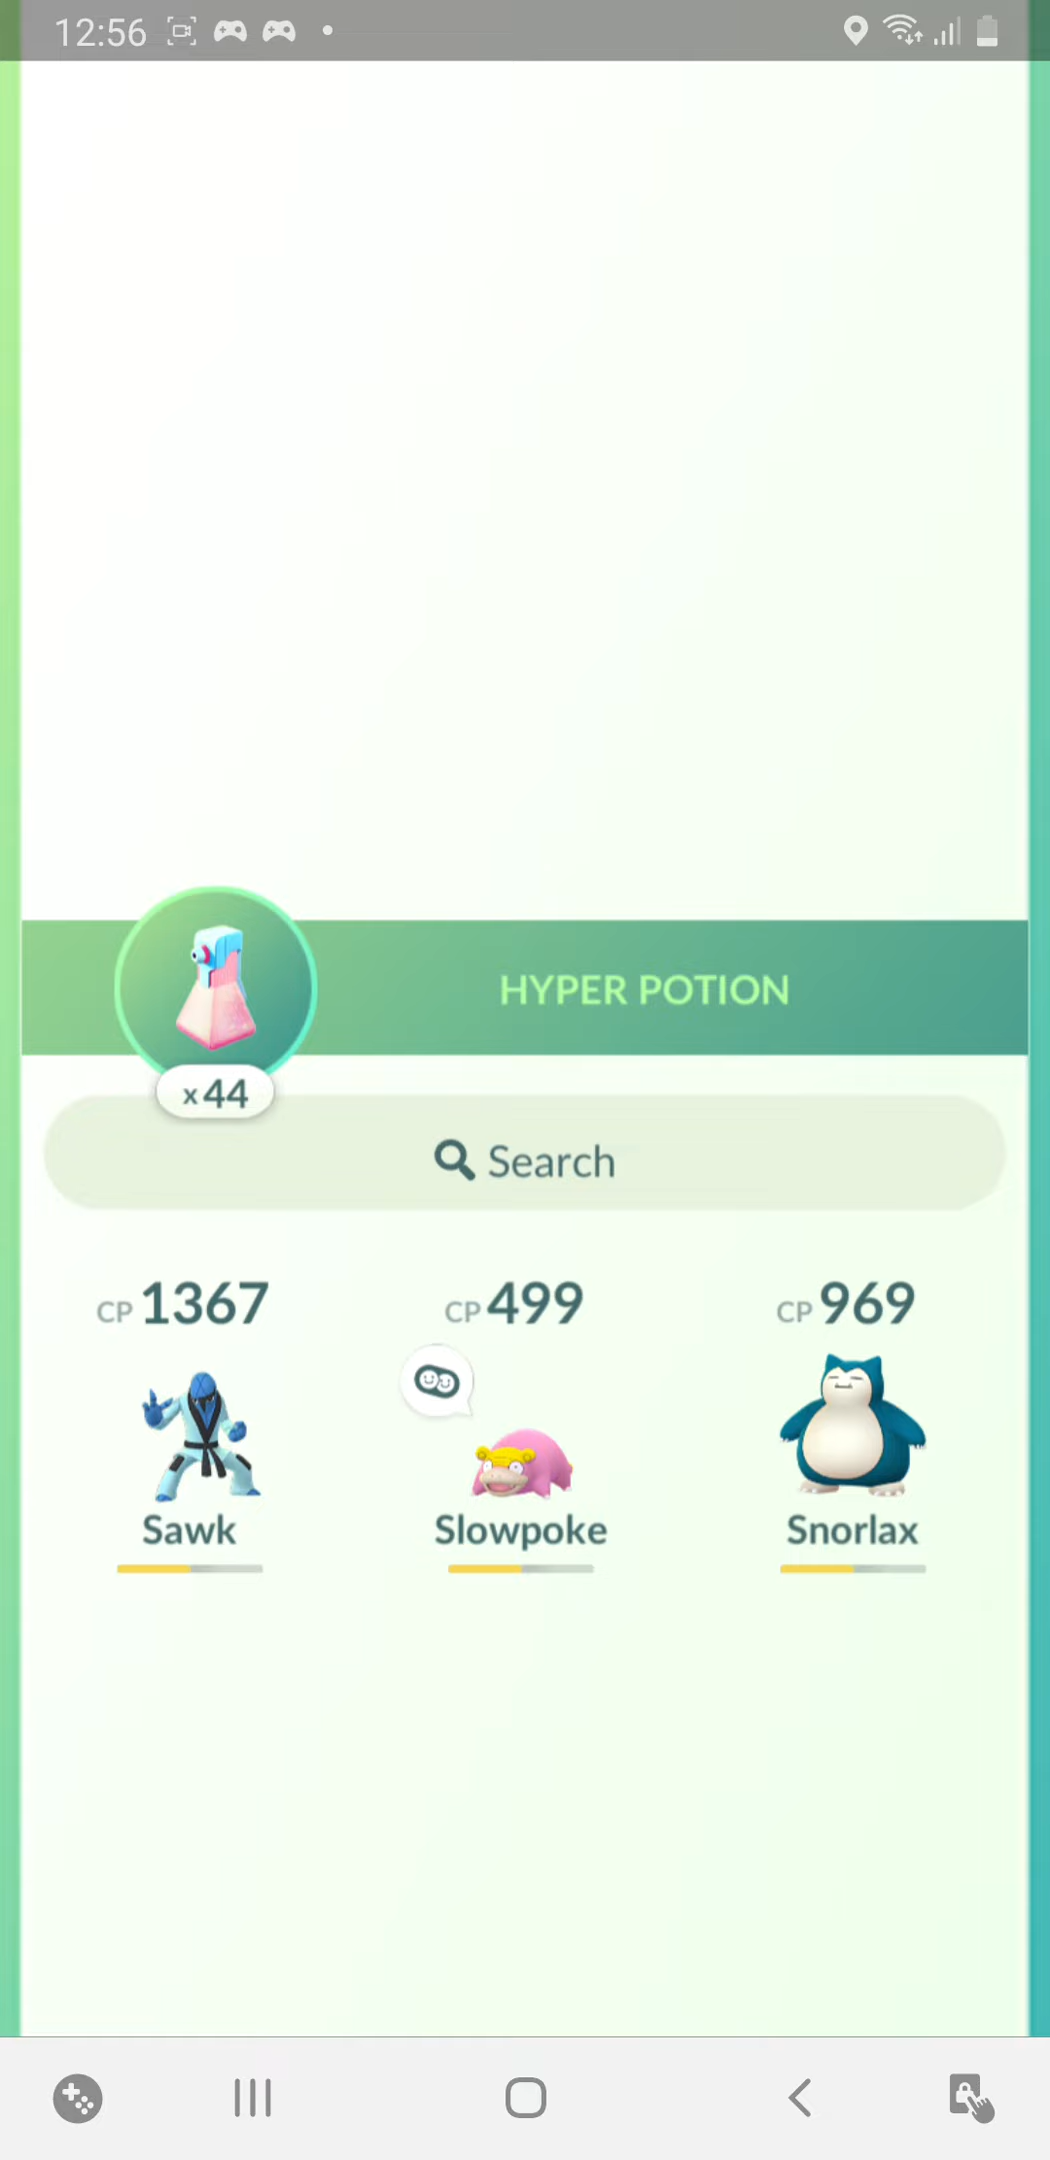 12:56
HYPER POTION
x44
Search
CP 1367
CP 499
CP 969
Sawk
Slowpoke
Snorlax